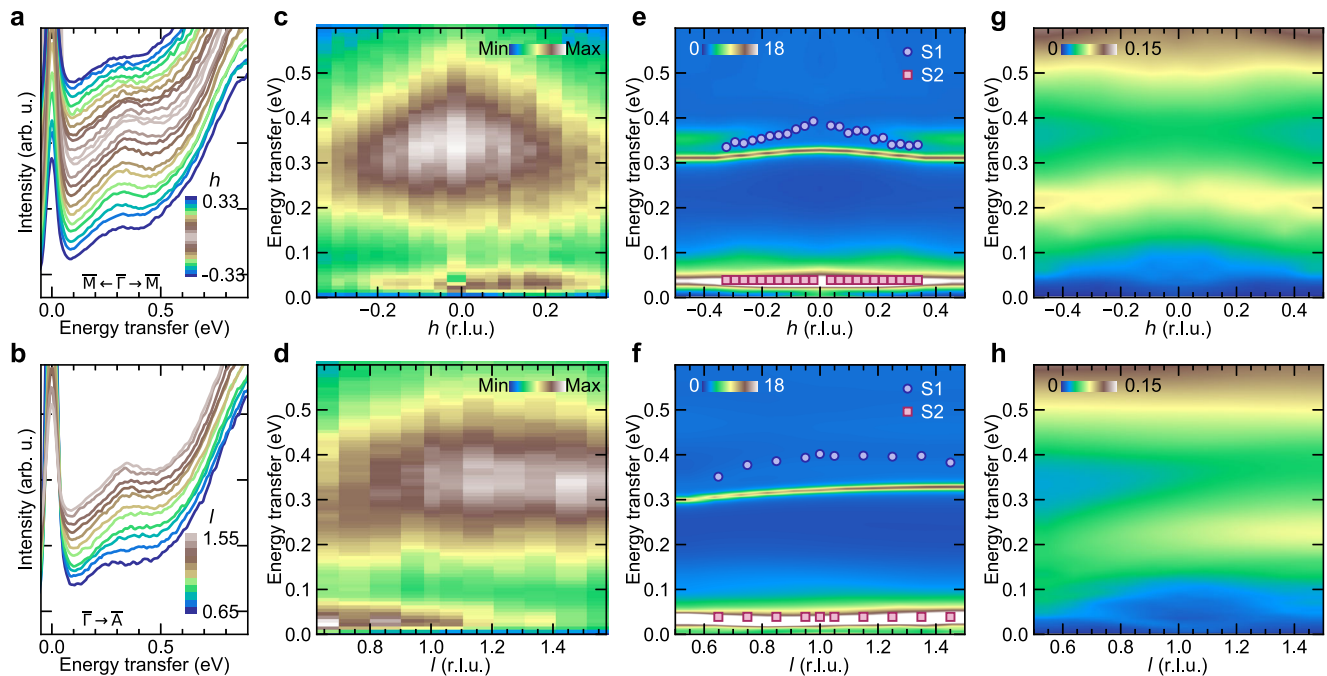 a
Intensity (arb. u.)
h
0.33
−0.33
M̅ ← Γ̅ → M̅
0.0 0.5
Energy transfer (eV)
c
Min Max
Energy transfer (eV)
0.5
0.4
0.3
0.2
0.1
0.0
−0.2 0.0 0.2
h (r.l.u.)
e
0 18
S1
S2
Energy transfer (eV)
0.5
0.4
0.3
0.2
0.1
0.0
−0.4 −0.2 0.0 0.2 0.4
h (r.l.u.)
g
0 0.15
Energy transfer (eV)
0.5
0.4
0.3
0.2
0.1
0.0
−0.4 −0.2 0.0 0.2 0.4
h (r.l.u.)
b
Intensity (arb. u.)
l
1.55
0.65
Γ̅ → A̅
0.0 0.5
Energy transfer (eV)
d
Min Max
Energy transfer (eV)
0.5
0.4
0.3
0.2
0.1
0.0
0.8 1.0 1.2 1.4
l (r.l.u.)
f
0 18
S1
S2
Energy transfer (eV)
0.5
0.4
0.3
0.2
0.1
0.0
0.6 0.8 1.0 1.2 1.4
l (r.l.u.)
h
0 0.15
Energy transfer (eV)
0.5
0.4
0.3
0.2
0.1
0.0
0.6 0.8 1.0 1.2 1.4
l (r.l.u.)